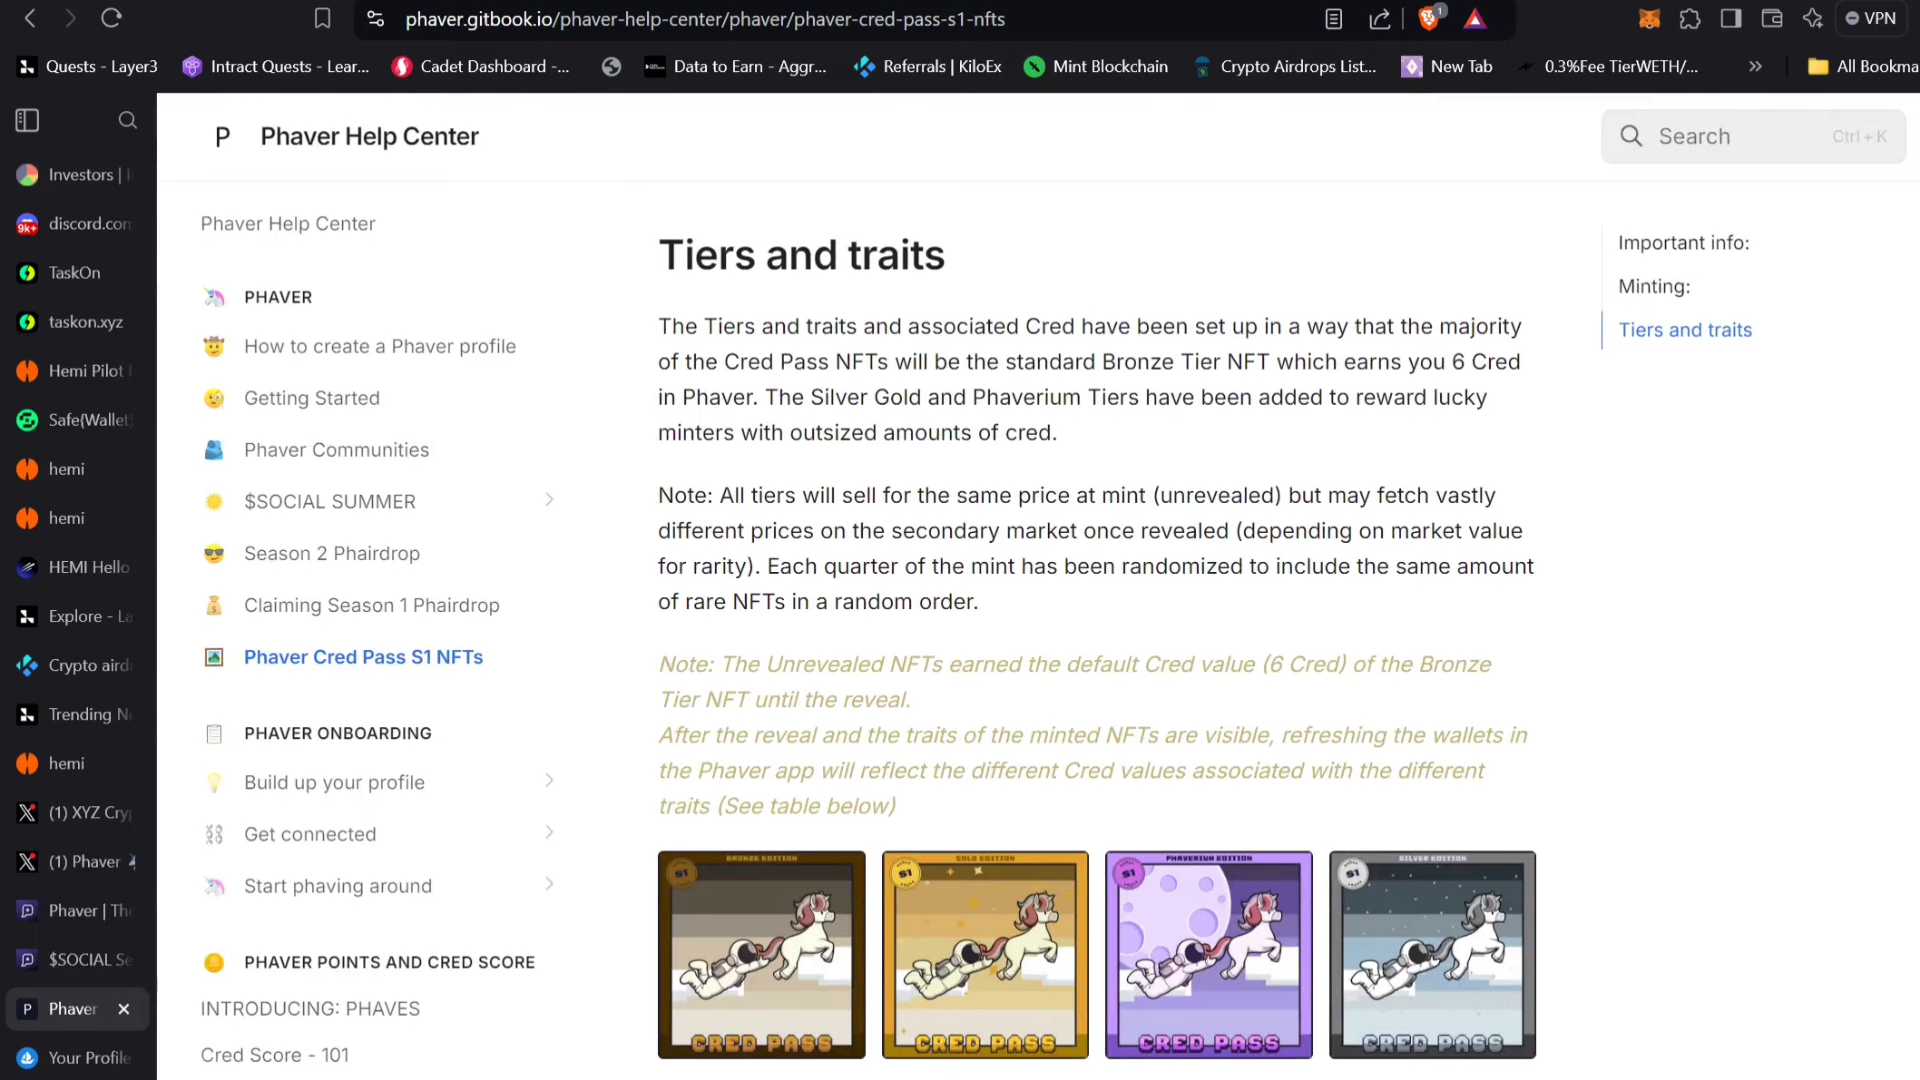 phaver.gitbook.io/phaver-help-center/phaver/phaver-cred-pass-s1-nfts
1
VPN
Quests - Layer3
Intract Quests - Lear...
Cadet Dashboard -...
Data to Earn - Aggr...
Referrals | KiloEx
Mint Blockchain
Crypto Airdrops List...
New Tab
0.3%Fee TierWETH/...
All Bookma
Investors |
9k+
discord.con
TaskOn
taskon.xyz
Hemi Pilot
Safe{Wallet
hemi
hemi
HEMI Hello
Explore - La
Crypto aird
Trending N
hemi
(1) XYZ Cry
(1) Phaver
Phaver | Th
$SOCIAL Se
P Phaver
Your Profile
P Phaver Help Center
Search Ctrl + K
Phaver Help Center
PHAVER
How to create a Phaver profile
Getting Started
Phaver Communities
$SOCIAL SUMMER
Season 2 Phairdrop
Claiming Season 1 Phairdrop
Phaver Cred Pass S1 NFTs
PHAVER ONBOARDING
Build up your profile
Get connected
Start phaving around
PHAVER POINTS AND CRED SCORE
INTRODUCING: PHAVES
Cred Score - 101
Tiers and traits
The Tiers and traits and associated Cred have been set up in a way that the majority
of the Cred Pass NFTs will be the standard Bronze Tier NFT which earns you 6 Cred
in Phaver. The Silver Gold and Phaverium Tiers have been added to reward lucky
minters with outsized amounts of cred.
Note: All tiers will sell for the same price at mint (unrevealed) but may fetch vastly
different prices on the secondary market once revealed (depending on market value
for rarity). Each quarter of the mint has been randomized to include the same amount
of rare NFTs in a random order.
Note: The Unrevealed NFTs earned the default Cred value (6 Cred) of the Bronze
Tier NFT until the reveal.
After the reveal and the traits of the minted NFTs are visible, refreshing the wallets in
the Phaver app will reflect the different Cred values associated with the different
traits (See table below)
BRONZE EDITION
S1
CRED PASS
GOLD EDITION
S1
CRED PASS
PHAVERIUM EDITION
S1
CRED PASS
SILVER EDITION
S1
CRED PASS
Important info:
Minting:
Tiers and traits